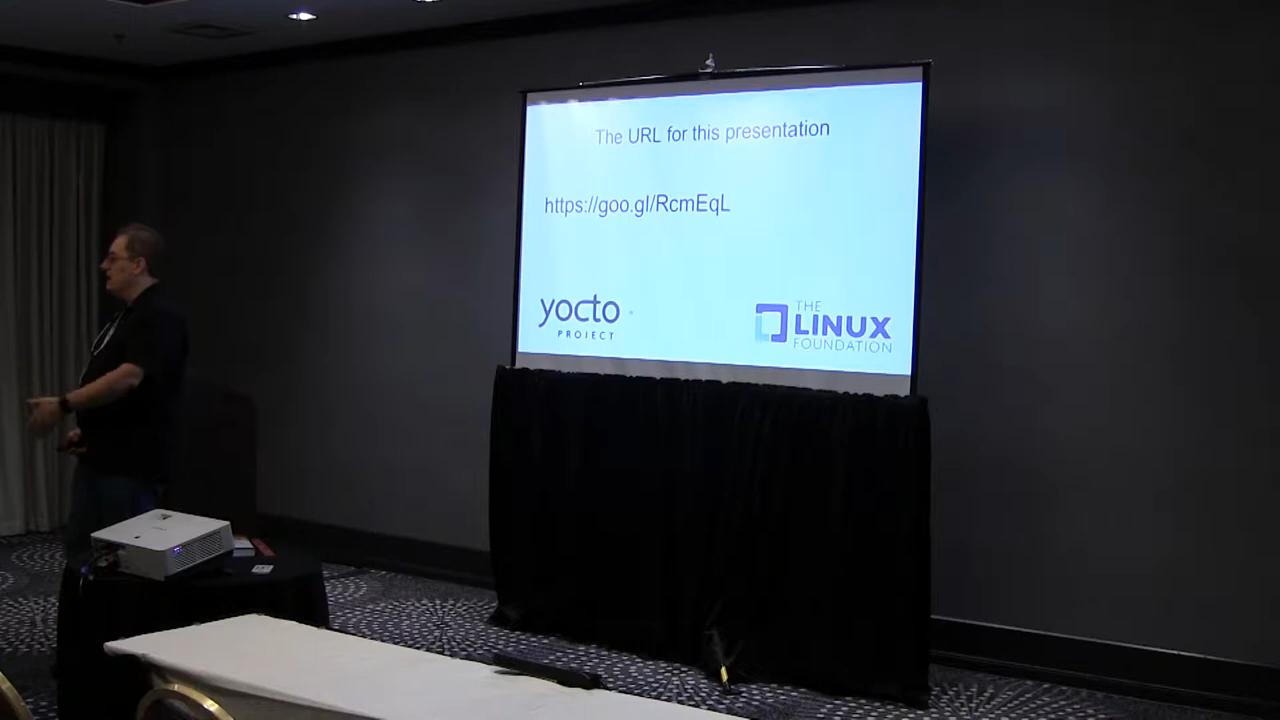 The URL for this presentation
https://goo.gl/RcmEqL
yocto
PROJECT
THE
LINUX
FOUNDATION